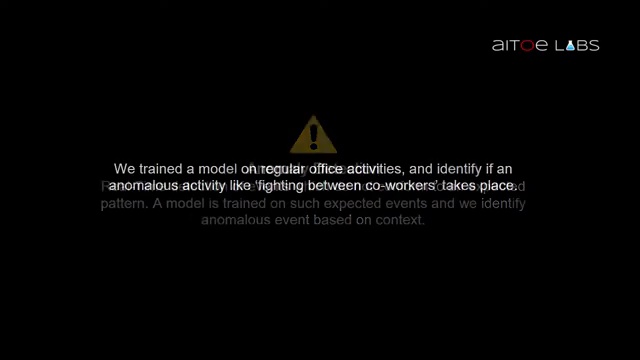 AITOE LABS
We trained a model on regular office activities, and identify if an
anomalous activity like 'fighting between co-workers' takes place.
pattern. A model is trained on such expected events and we identify
anomalous event based on context.